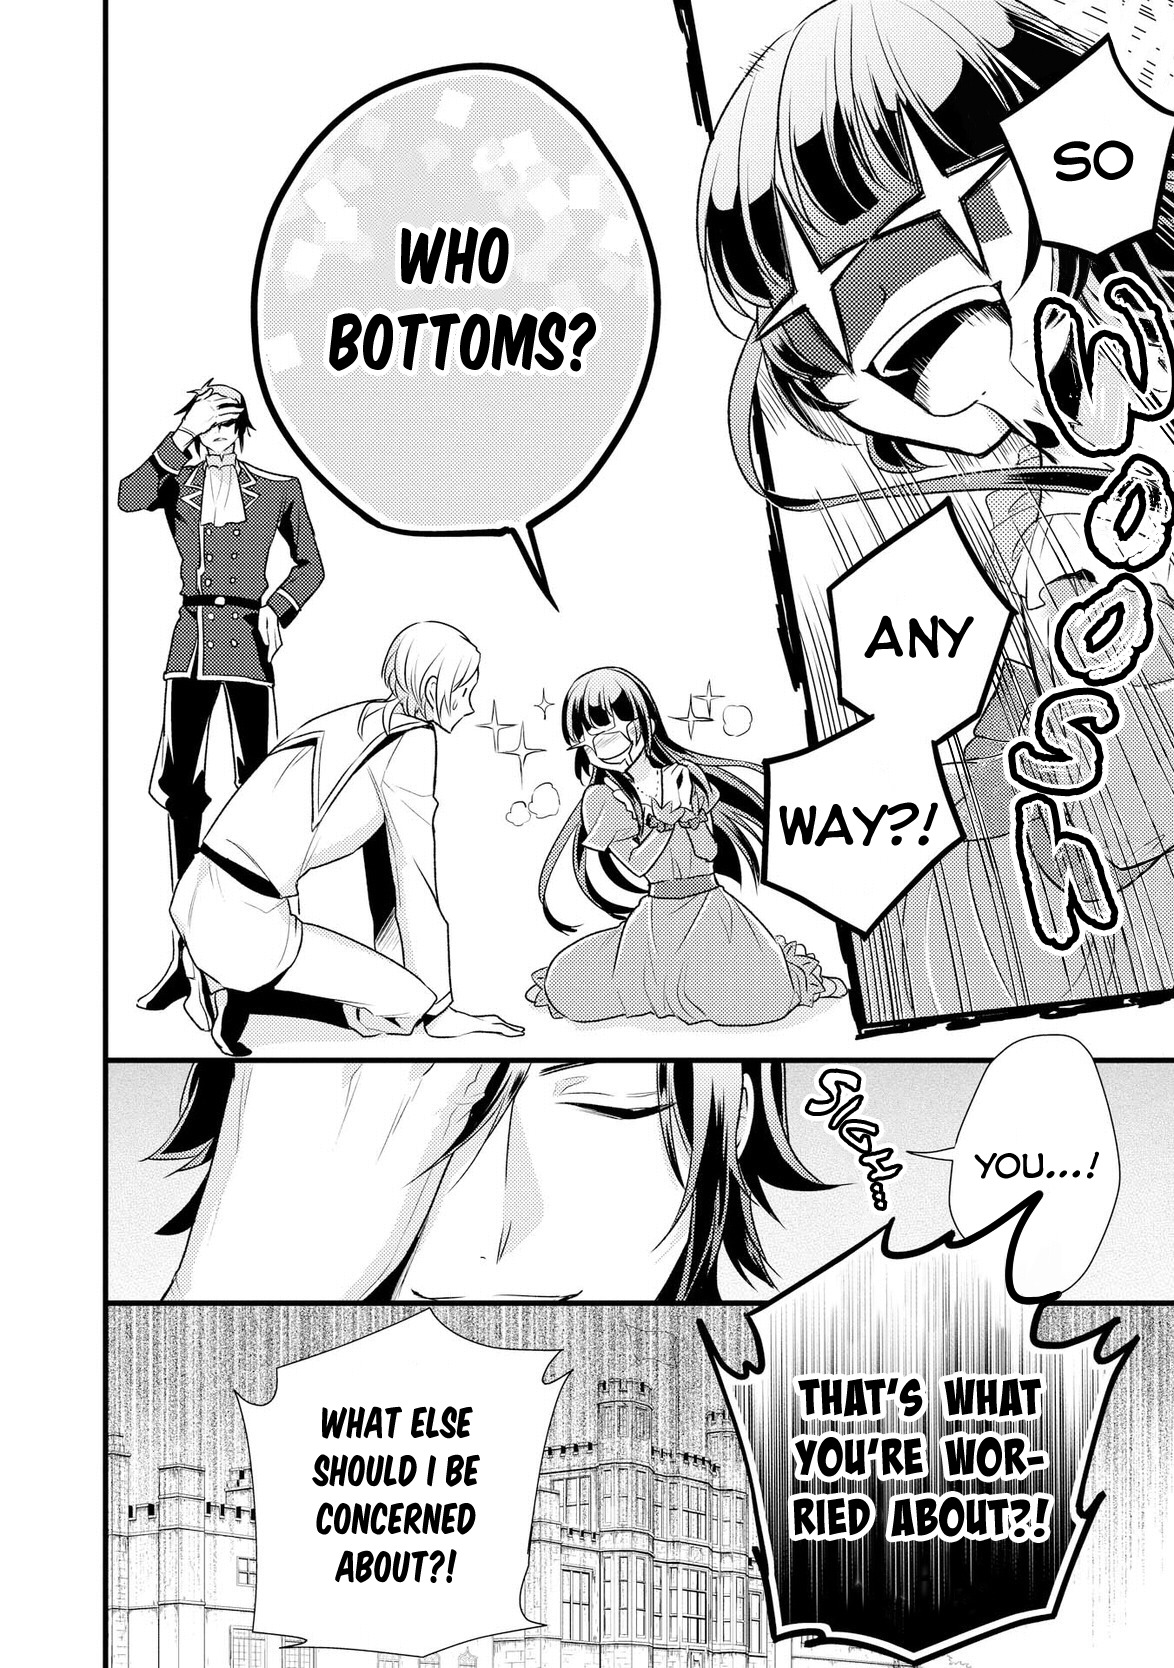 SO
WOOOSH
ANY
WAY?!
WHO
BOTTOMS?
YOU...!
SIGH...
THAT'S WHAT
YOU'RE WOR-
RIED ABOUT?!
WHAT ELSE
SHOULD I BE
CONCERNED
ABOUT?!